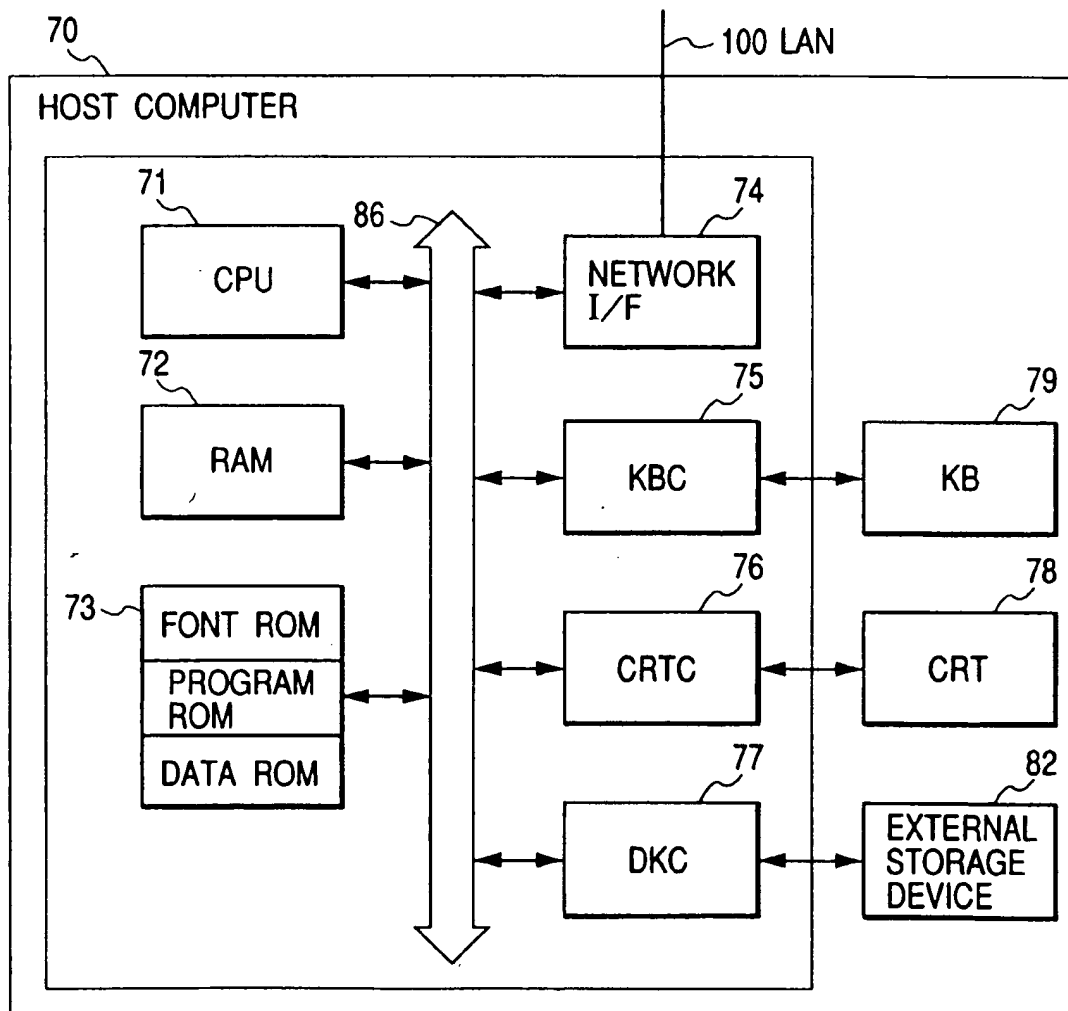 70
100 LAN
HOST COMPUTER
71
86
74
CPU
NETWORK
I/F
72
75
79
RAM
KBC
KB
73
76
78
FONT ROM
PROGRAM
ROM
DATA ROM
CRTC
CRT
77
82
DKC
EXTERNAL
STORAGE
DEVICE